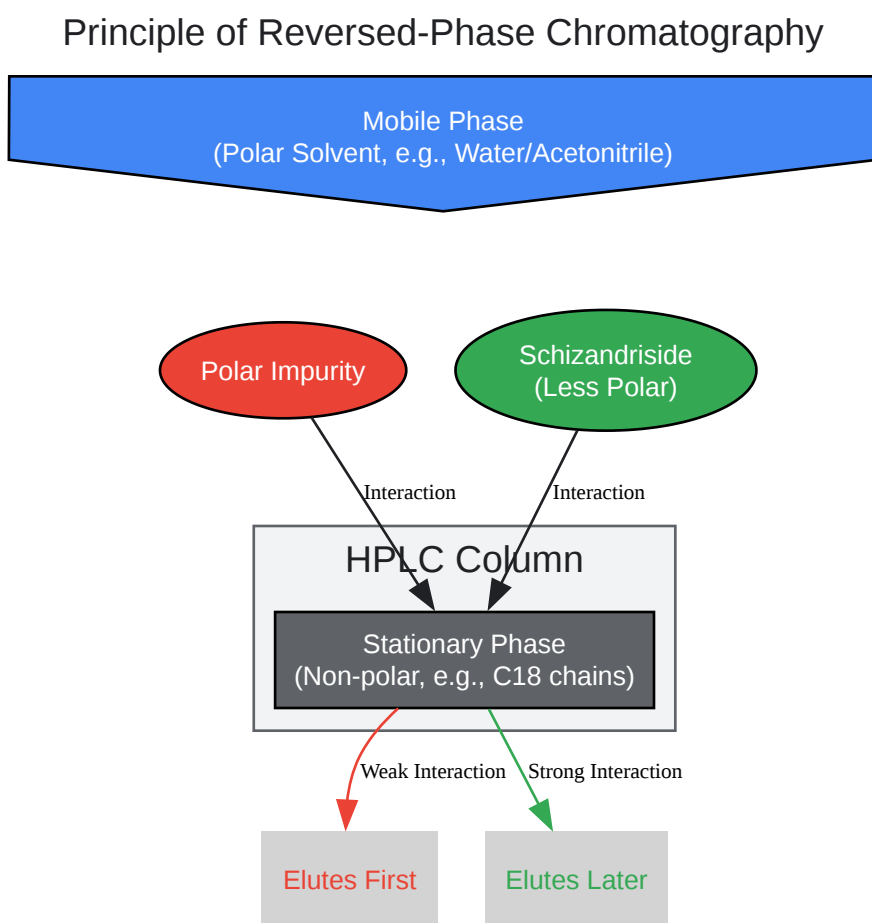 Principle of Reversed-Phase Chromatography
Mobile Phase
(Polar Solvent, e.g., Water/Acetonitrile)
Polar Impurity
Schizandriside
(Less Polar)
Interaction
Interaction
HPLC Column
Stationary Phase
(Non-polar, e.g., C18 chains)
Weak Interaction
Strong Interaction
Elutes First
Elutes Later